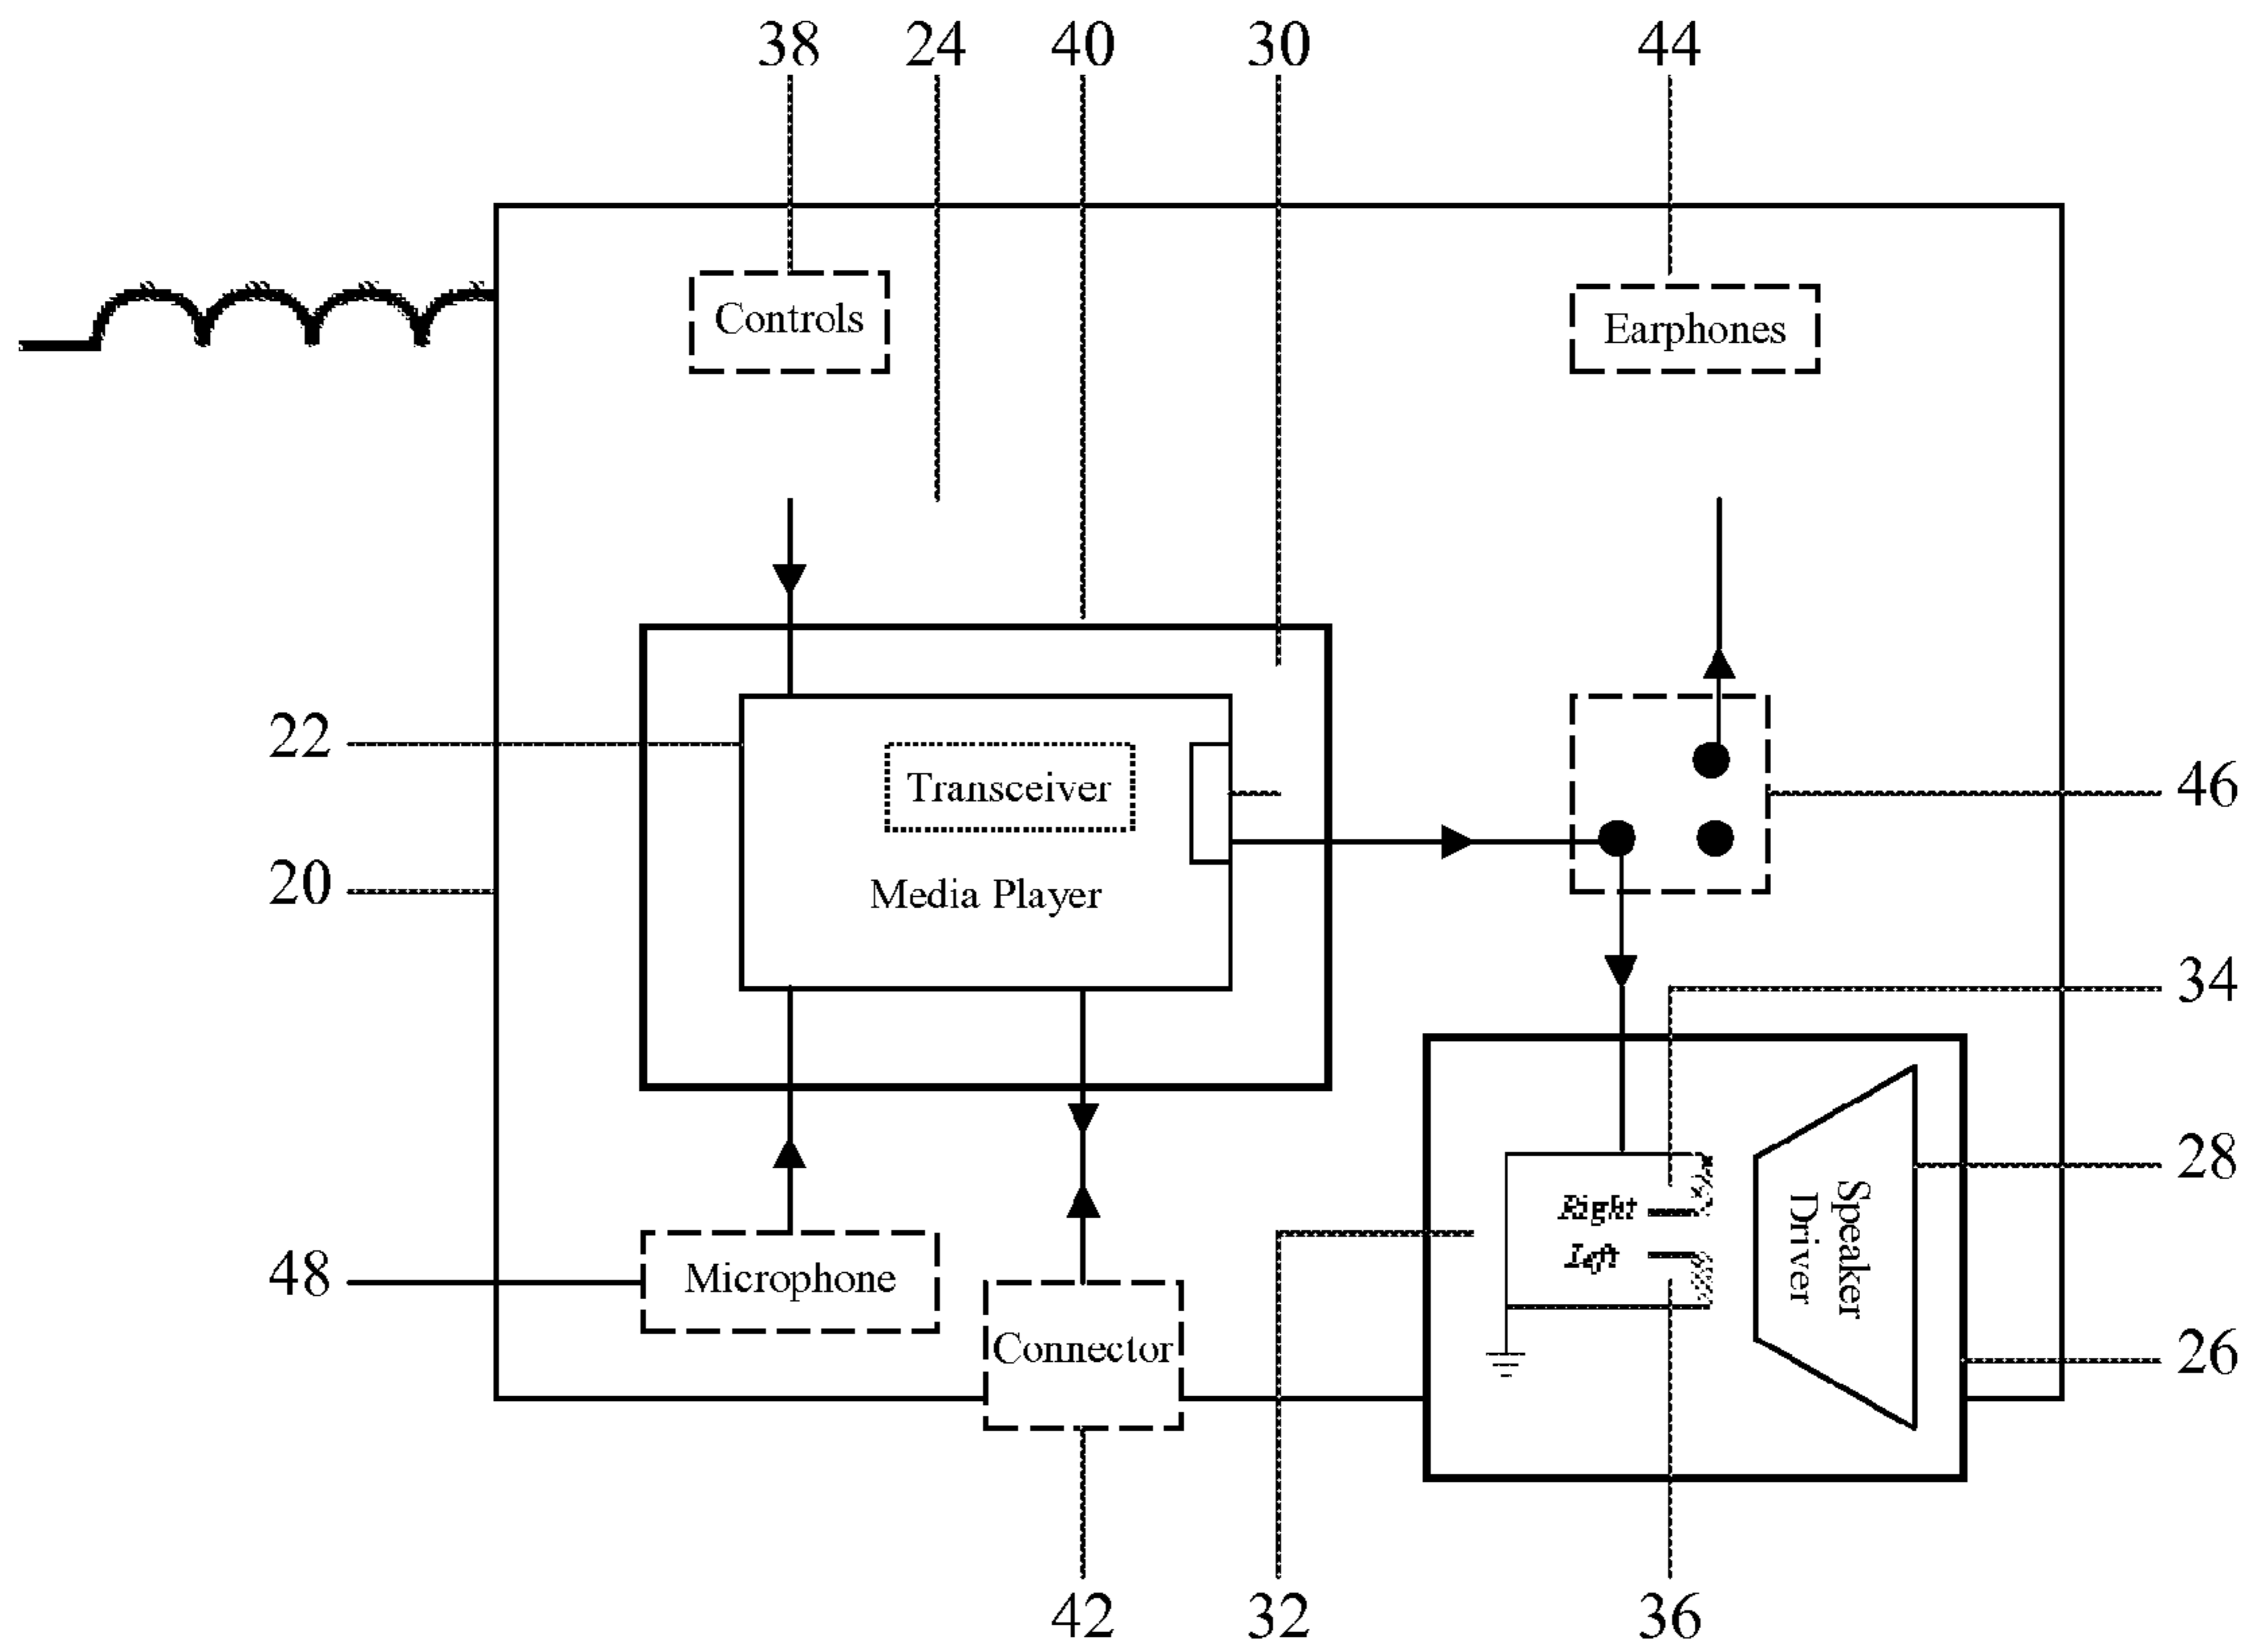 38 24 40 30 44
Controls
Earphones
22
Transceiver
46
20
Media Player
34
Right
28
Left
Speaker
Driver
48
Microphone
Connector
26
42 32 36